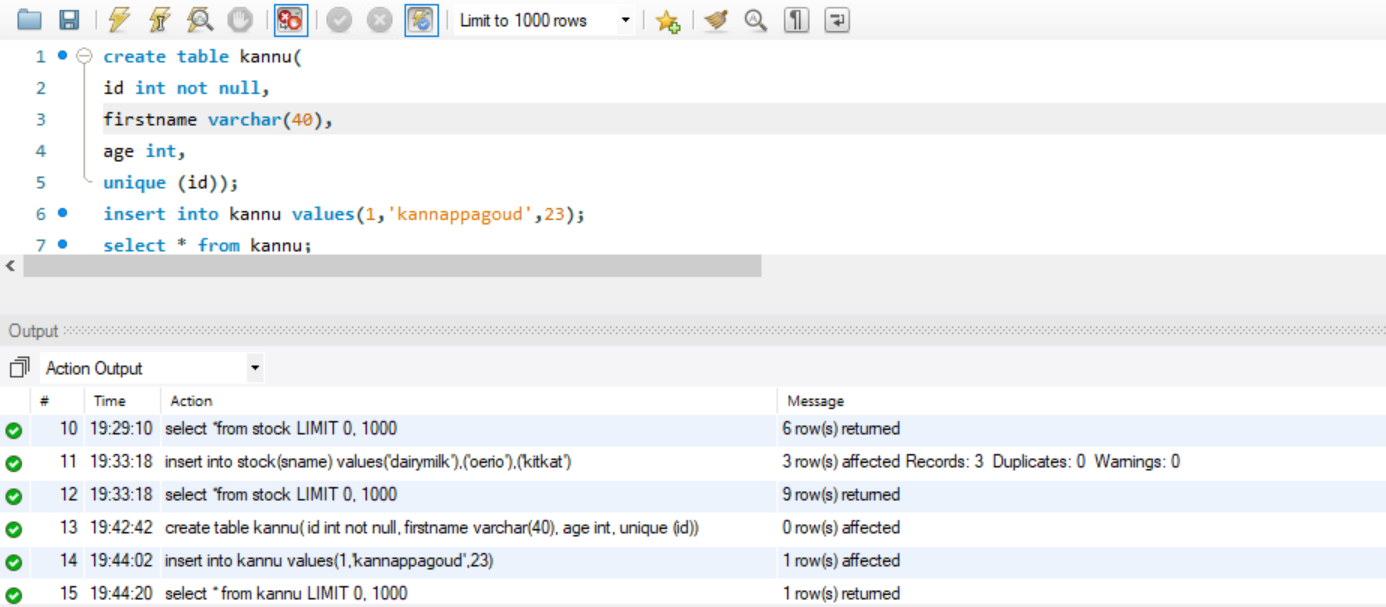 Limit to 1000 rows
1 create table kannu(
2 id int not null,
3 firstname varchar(40),
4 age int,
5 unique (id));
6 insert into kannu values(1,'kannappagoud',23);
7 select * from kannu;
Output
Action Output
# Time Action Message
10 19:29:10 select *from stock LIMIT 0, 1000 6 row(s) returned
11 19:33:18 insert into stock(sname) values('dairymilk'),('oerio'),('kitkat') 3 row(s) affected Records: 3 Duplicates: 0 Warnings: 0
12 19:33:18 select *from stock LIMIT 0, 1000 9 row(s) returned
13 19:42:42 create table kannu( id int not null, firstname varchar(40), age int, unique (id)) 0 row(s) affected
14 19:44:02 insert into kannu values(1,'kannappagoud',23) 1 row(s) affected
15 19:44:20 select * from kannu LIMIT 0, 1000 1 row(s) returned